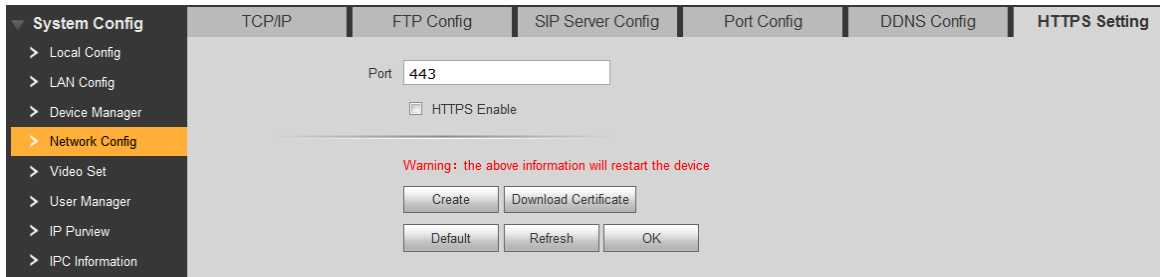 System Config
Local Config
LAN Config
Device Manager
Network Config
Video Set
User Manager
IP Purview
IPC Information
TCP/IP FTP Config SIP Server Config Port Config DDNS Config HTTPS Setting
Port 443
HTTPS Enable
Warning: the above information will restart the device
Create Download Certificate
Default Refresh OK